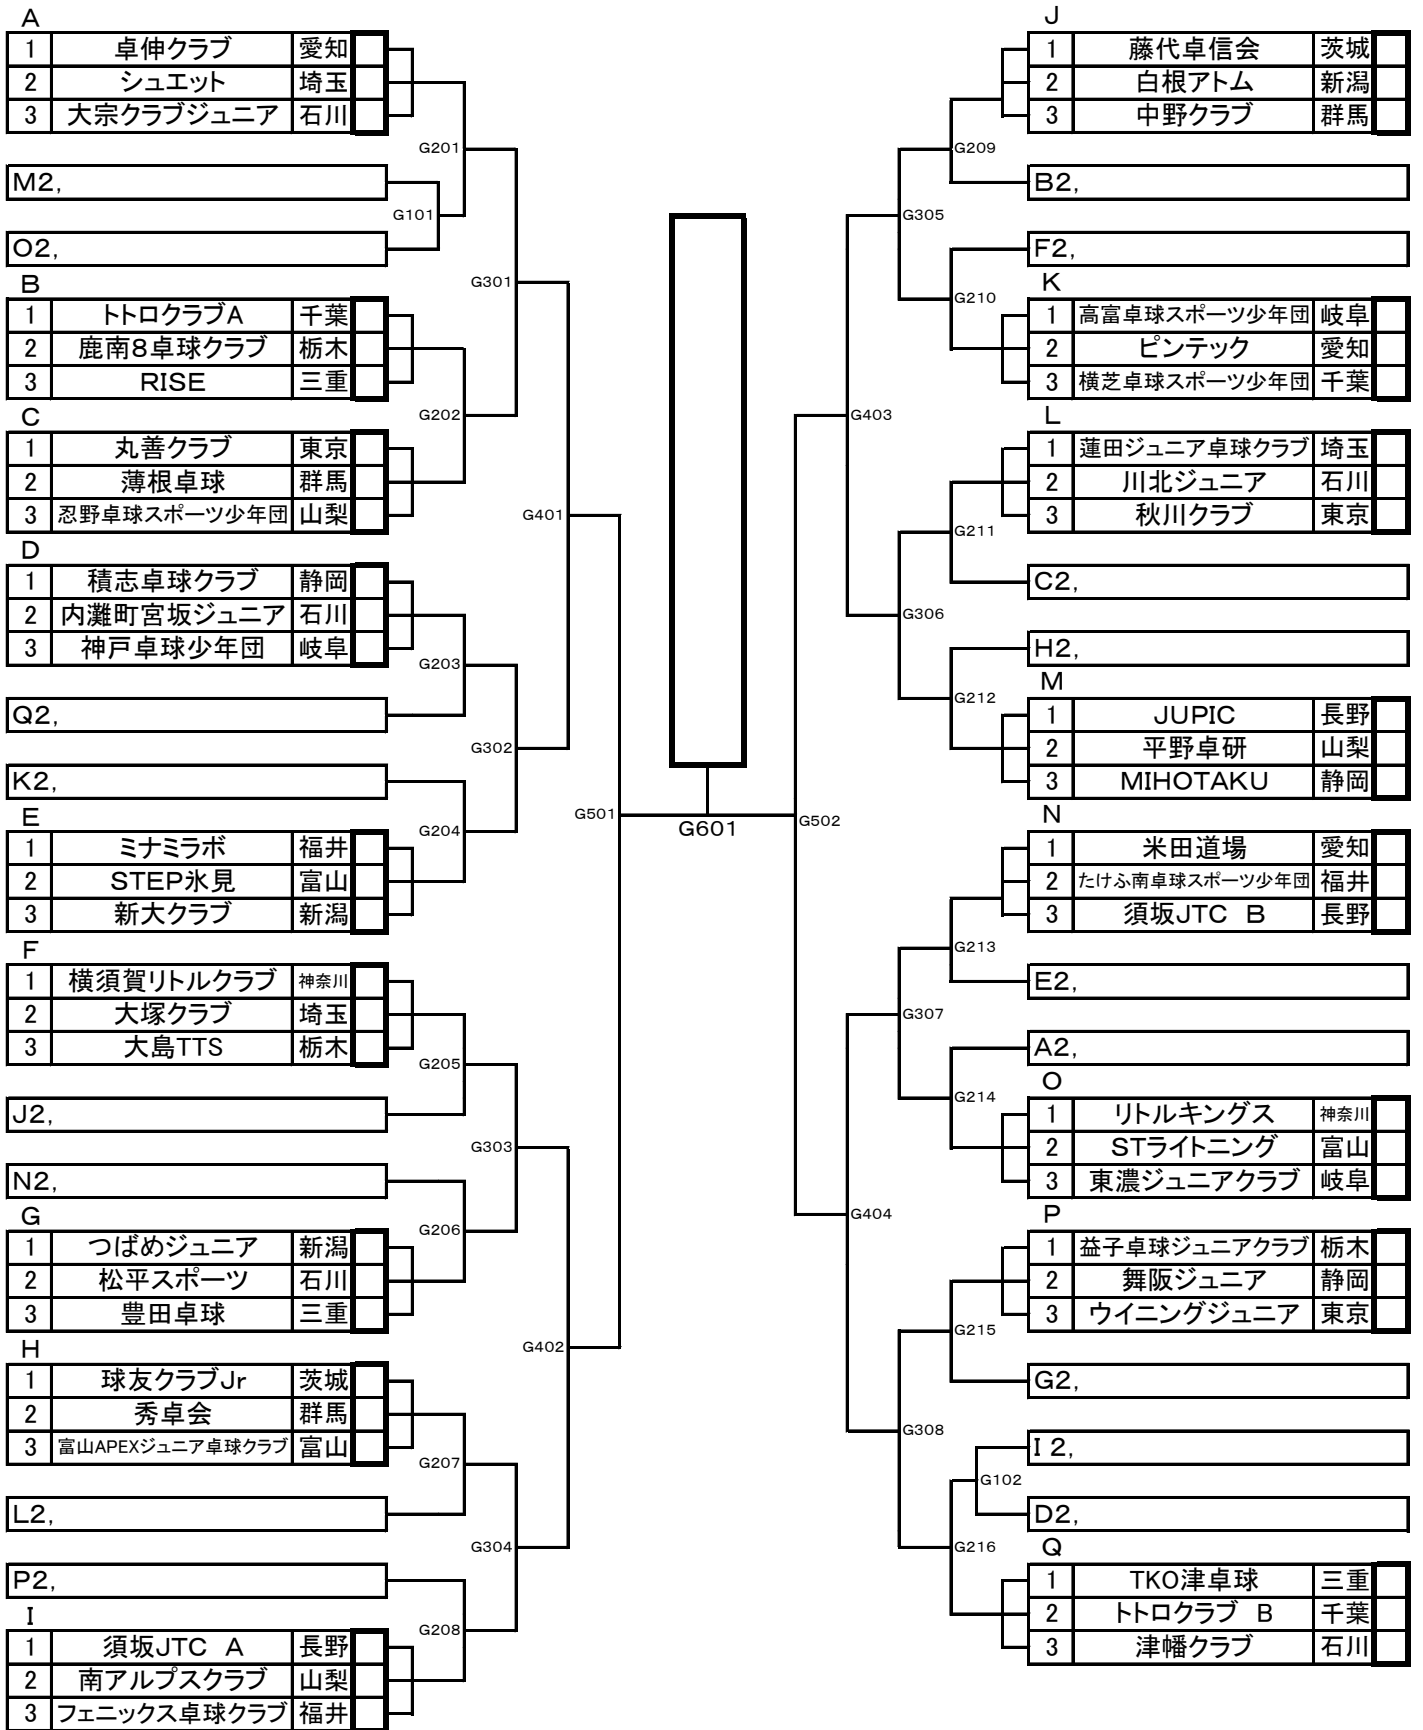 A
1 卓伸クラブ 愛知
2 シュエット 埼玉
3 大宗クラブジュニア 石川
G201
M2,
G101
O2,
G301
B
1 トトロクラブA 千葉
2 鹿南8卓球クラブ 栃木
3 RISE 三重
G202
C
1 丸善クラブ 東京
2 薄根卓球 群馬
3 忍野卓球スポーツ少年団 山梨
G401
D
1 積志卓球クラブ 静岡
2 内灘町宮坂ジュニア 石川
3 神戸卓球少年団 岐阜
G203
Q2,
G302
K2,
G204
E
1 ミナミラボ 福井
2 STEP氷見 富山
3 新大クラブ 新潟
G501
F
1 横須賀リトルクラブ 神奈川
2 大塚クラブ 埼玉
3 大島TTS 栃木
G205
J2,
G303
N2,
G206
G
1 つばめジュニア 新潟
2 松平スポーツ 石川
3 豊田卓球 三重
G402
H
1 球友クラブJr 茨城
2 秀卓会 群馬
3 富山APEXジュニア卓球クラブ 富山
G207
L2,
G304
P2,
G208
I
1 須坂JTC A 長野
2 南アルプスクラブ 山梨
3 フェニックス卓球クラブ 福井
G601
J
1 藤代卓信会 茨城
2 白根アトム 新潟
3 中野クラブ 群馬
G209
B2,
G305
F2,
G210
K
1 高富卓球スポーツ少年団 岐阜
2 ピンテック 愛知
3 横芝卓球スポーツ少年団 千葉
G403
L
1 蓮田ジュニア卓球クラブ 埼玉
2 川北ジュニア 石川
3 秋川クラブ 東京
G211
C2,
G306
H2,
G212
M
1 JUPIC 長野
2 平野卓研 山梨
3 MIHOTAKU 静岡
G502
N
1 米田道場 愛知
2 たけふ南卓球スポーツ少年団 福井
3 須坂JTC B 長野
G213
E2,
G307
A2,
G214
O
1 リトルキングス 神奈川
2 STライトニング 富山
3 東濃ジュニアクラブ 岐阜
G404
P
1 益子卓球ジュニアクラブ 栃木
2 舞阪ジュニア 静岡
3 ウイニングジュニア 東京
G215
G2,
G308
I 2,
G102
D2,
G216
Q
1 TKO津卓球 三重
2 トトロクラブ B 千葉
3 津幡クラブ 石川